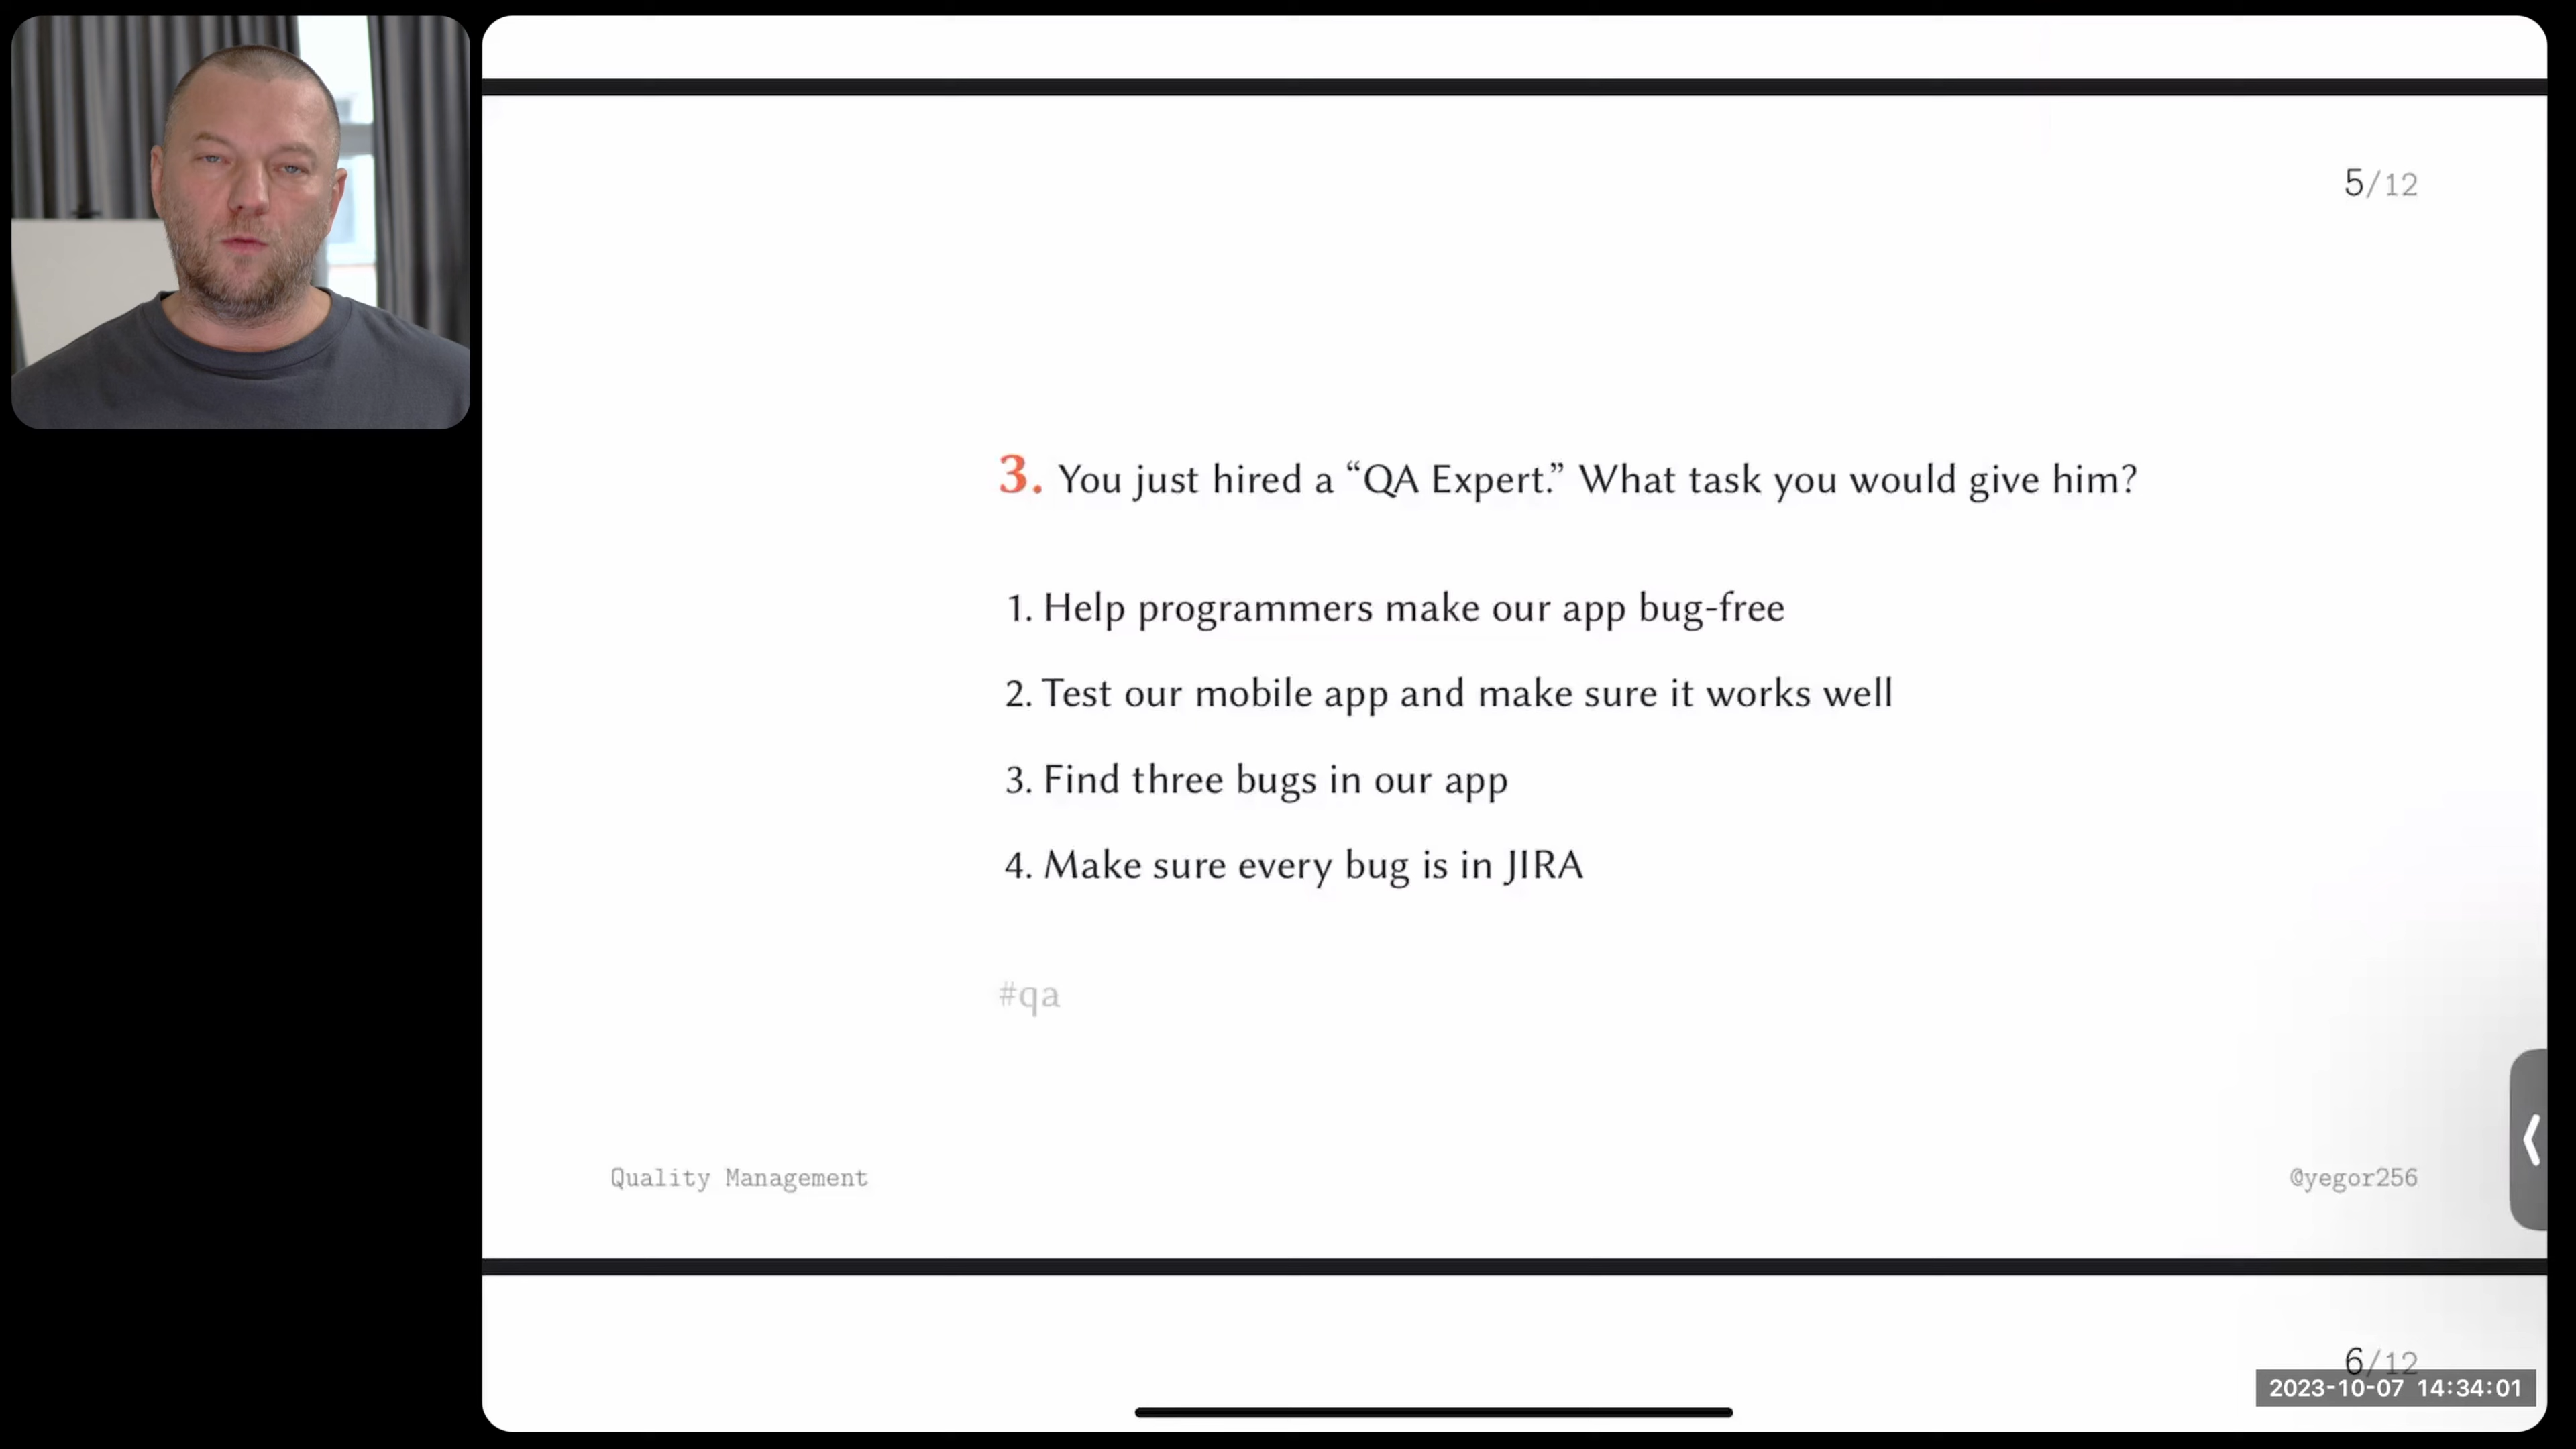 5/12
3. You just hired a “QA Expert.” What task you would give him?
1. Help programmers make our app bug-free
2. Test our mobile app and make sure it works well
3. Find three bugs in our app
4. Make sure every bug is in JIRA
#qa
Quality Management
@yegor256
6/12
2023-10-07 14:34:01